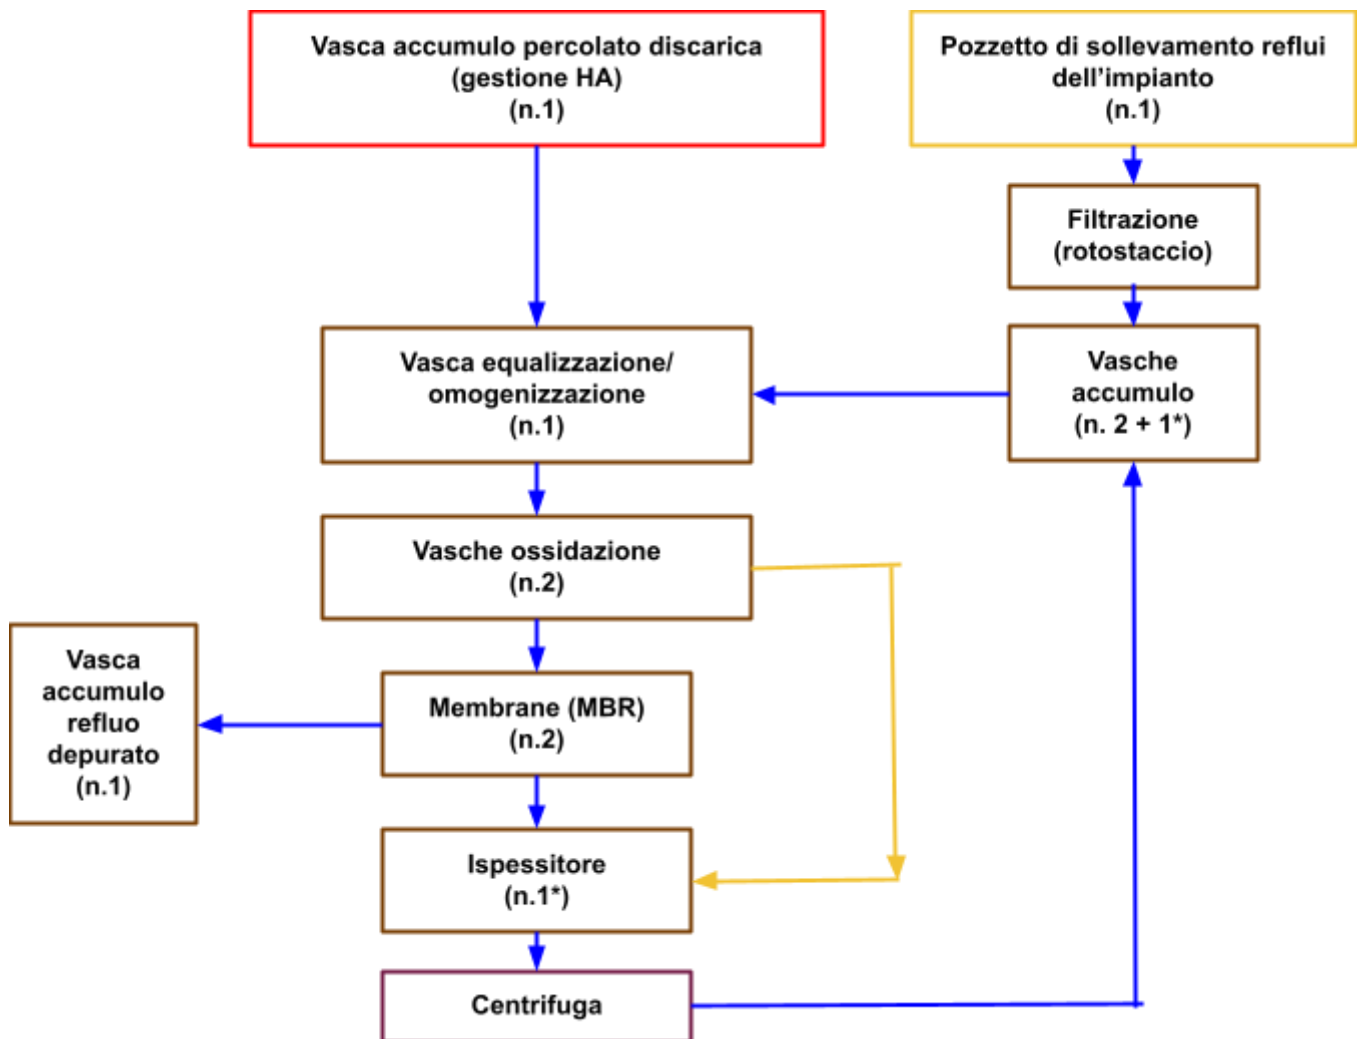 Vasca accumulo percolato discarica
(gestione HA)
(n.1)
Pozzetto di sollevamento reflui
dell'impianto
(n.1)
Filtrazione
(rotostaccio)
Vasca equalizzazione/
omogenizzazione
(n.1)
Vasche
accumulo
(n. 2 + 1*)
Vasche ossidazione
(n.2)
Vasca
accumulo
refluo
depurato
(n.1)
Membrane (MBR)
(n.2)
Ispessitore
(n.1*)
Centrifuga